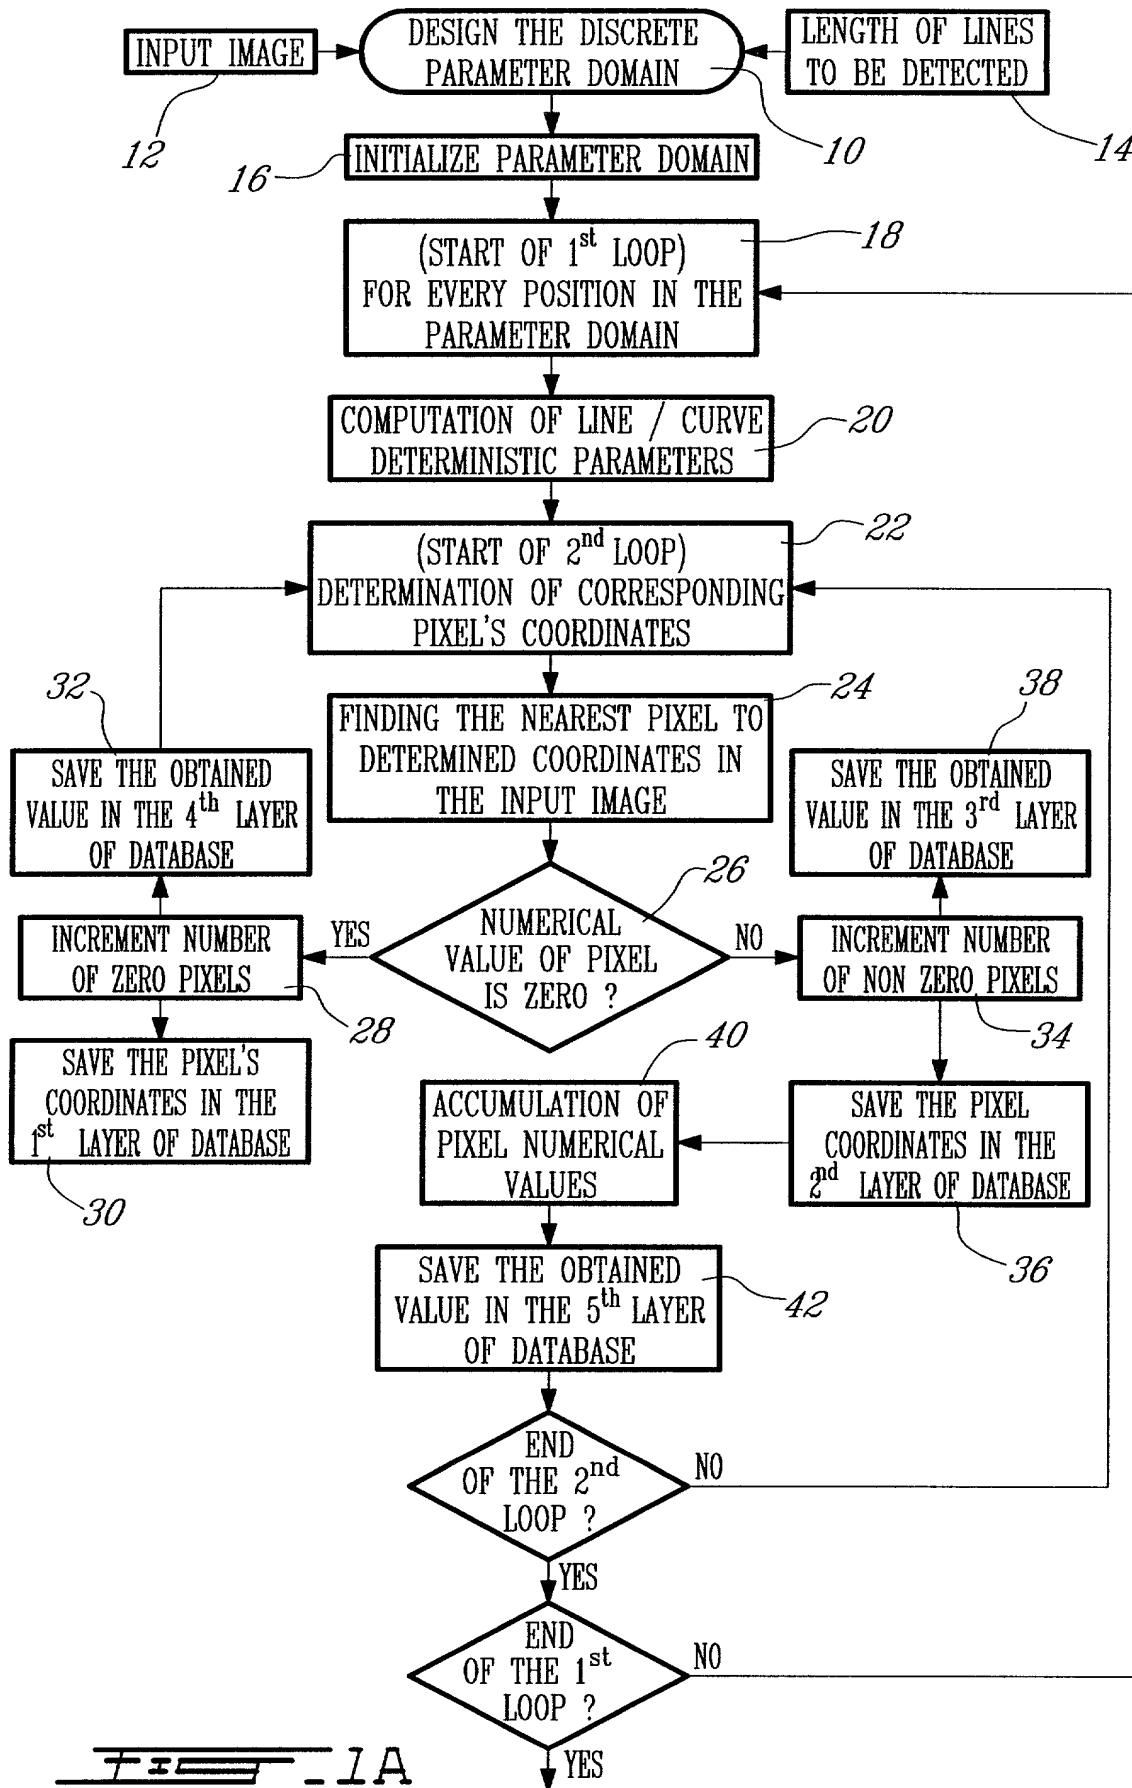 INPUT IMAGE
DESIGN THE DISCRETE
PARAMETER DOMAIN
LENGTH OF LINES
TO BE DETECTED
12
10
14
16
INITIALIZE PARAMETER DOMAIN
18
(START OF 1st LOOP)
FOR EVERY POSITION IN THE
PARAMETER DOMAIN
20
COMPUTATION OF LINE / CURVE
DETERMINISTIC PARAMETERS
22
(START OF 2nd LOOP)
DETERMINATION OF CORRESPONDING
PIXEL'S COORDINATES
24
FINDING THE NEAREST PIXEL TO
DETERMINED COORDINATES IN
THE INPUT IMAGE
32
SAVE THE OBTAINED
VALUE IN THE 4th LAYER
OF DATABASE
38
SAVE THE OBTAINED
VALUE IN THE 3rd LAYER
OF DATABASE
26
NUMERICAL
VALUE OF PIXEL
IS ZERO ?
YES
NO
INCREMENT NUMBER
OF ZERO PIXELS
28
INCREMENT NUMBER
OF NON ZERO PIXELS
34
SAVE THE PIXEL'S
COORDINATES IN THE
1st LAYER OF DATABASE
30
40
ACCUMULATION OF
PIXEL NUMERICAL
VALUES
SAVE THE PIXEL
COORDINATES IN THE
2nd LAYER OF DATABASE
36
SAVE THE OBTAINED
VALUE IN THE 5th LAYER
OF DATABASE
42
END
OF THE 2nd
LOOP ?
NO
YES
END
OF THE 1st
LOOP ?
NO
YES
FIG. 1A